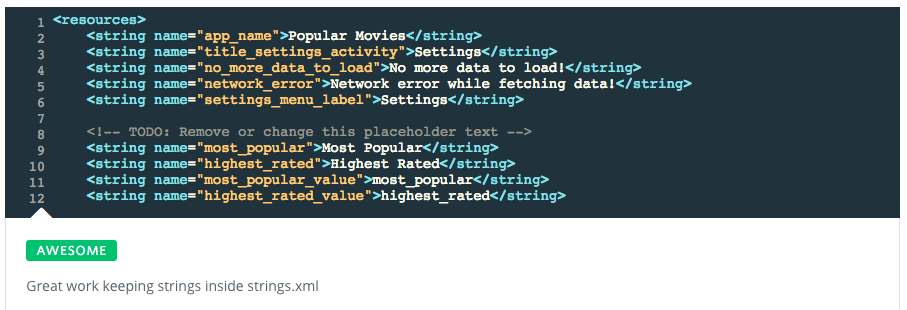 1 <resources>
2     <string name="app_name">Popular Movies</string>
3     <string name="title_settings_activity">Settings</string>
4     <string name="no_more_data_to_load">No more data to load!</string>
5     <string name="network_error">Network error while fetching data!</string>
6     <string name="settings_menu_label">Settings</string>
7
8     <!-- TODO: Remove or change this placeholder text -->
9     <string name="most_popular">Most Popular</string>
10     <string name="highest_rated">Highest Rated</string>
11     <string name="most_popular_value">most_popular</string>
12     <string name="highest_rated_value">highest_rated</string>
AWESOME
Great work keeping strings inside strings.xml